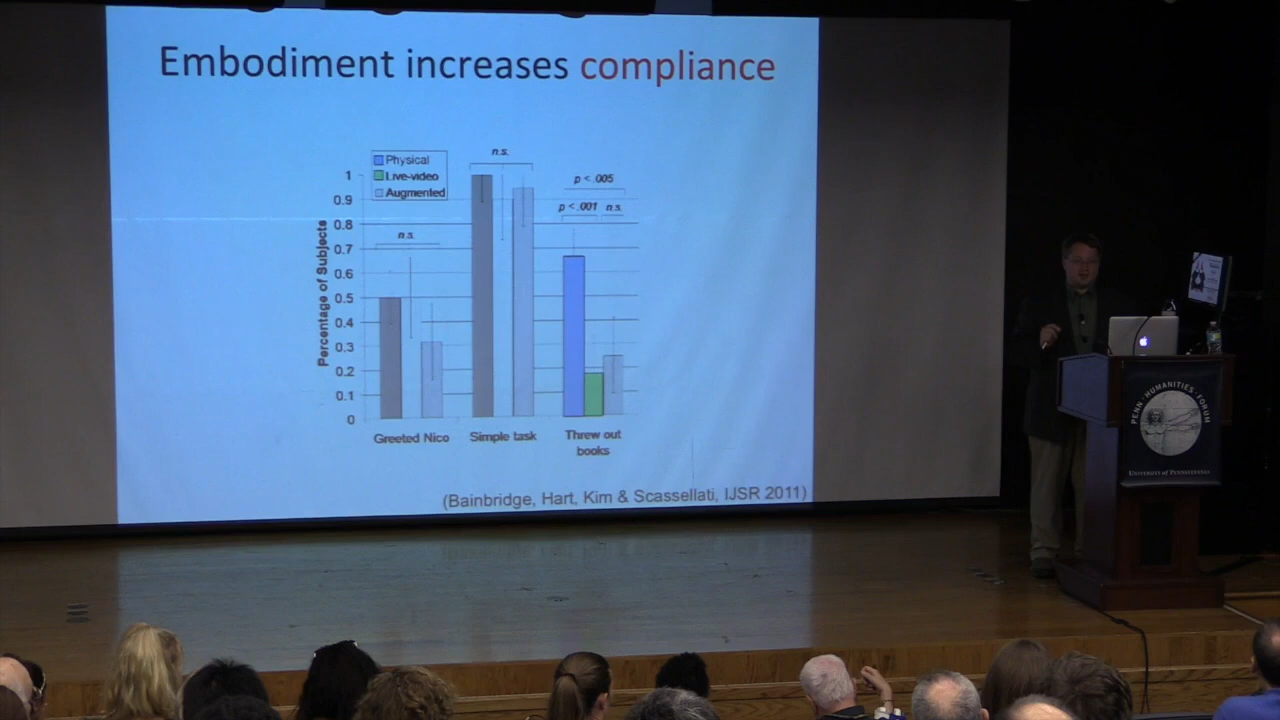 Embodiment increases compliance
Physical
Live-video
Augmented
n.s.
n.s.
p < .005
p < .001
n.s.
Percentage of Subjects
1
0.9
0.8
0.7
0.6
0.5
0.4
0.3
0.2
0.1
0
Greeted Nico
Simple task
Threw out
books
(Bainbridge, Hart, Kim & Scassellati, IJSR 2011)
PENN · HUMANITIES · FORUM
UNIVERSITY OF PENNSYLVANIA